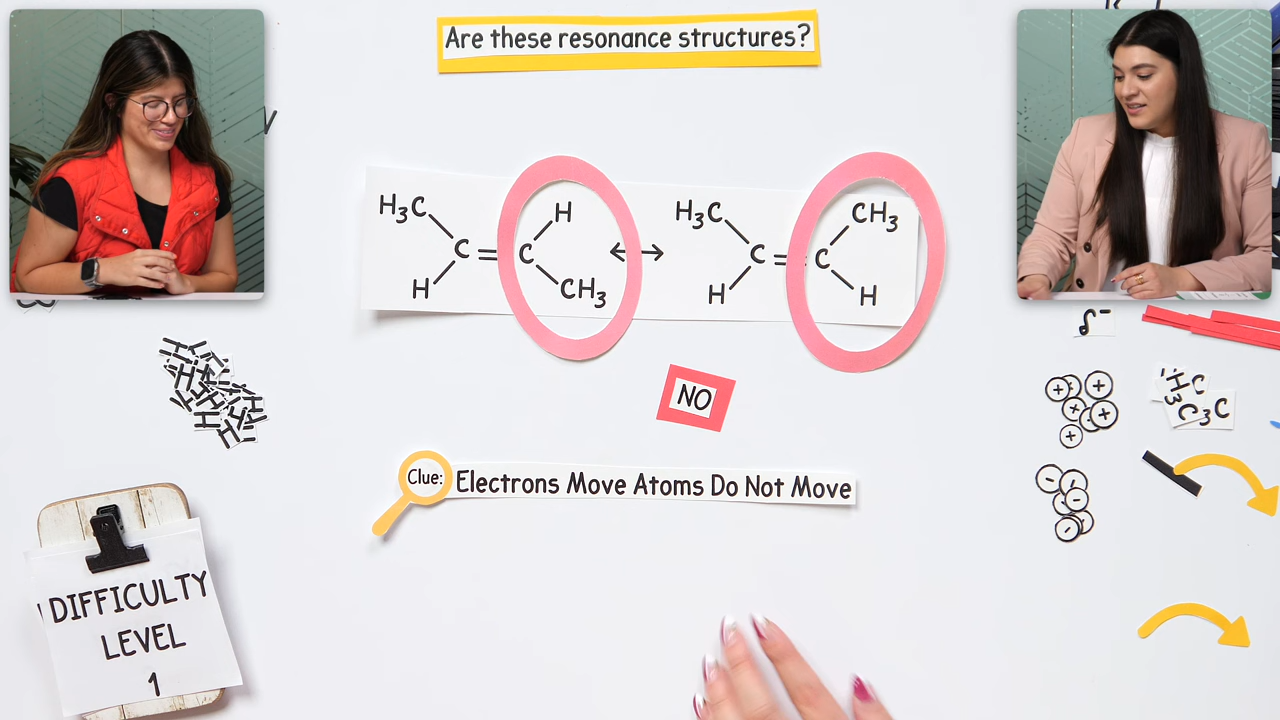 Are these resonance structures?
H₃C H H₃C CH₃
C = C ↔ C = C
H CH₃ H H
NO
Clue: Electrons Move Atoms Do Not Move
δ⁻
DIFFICULTY
LEVEL
1